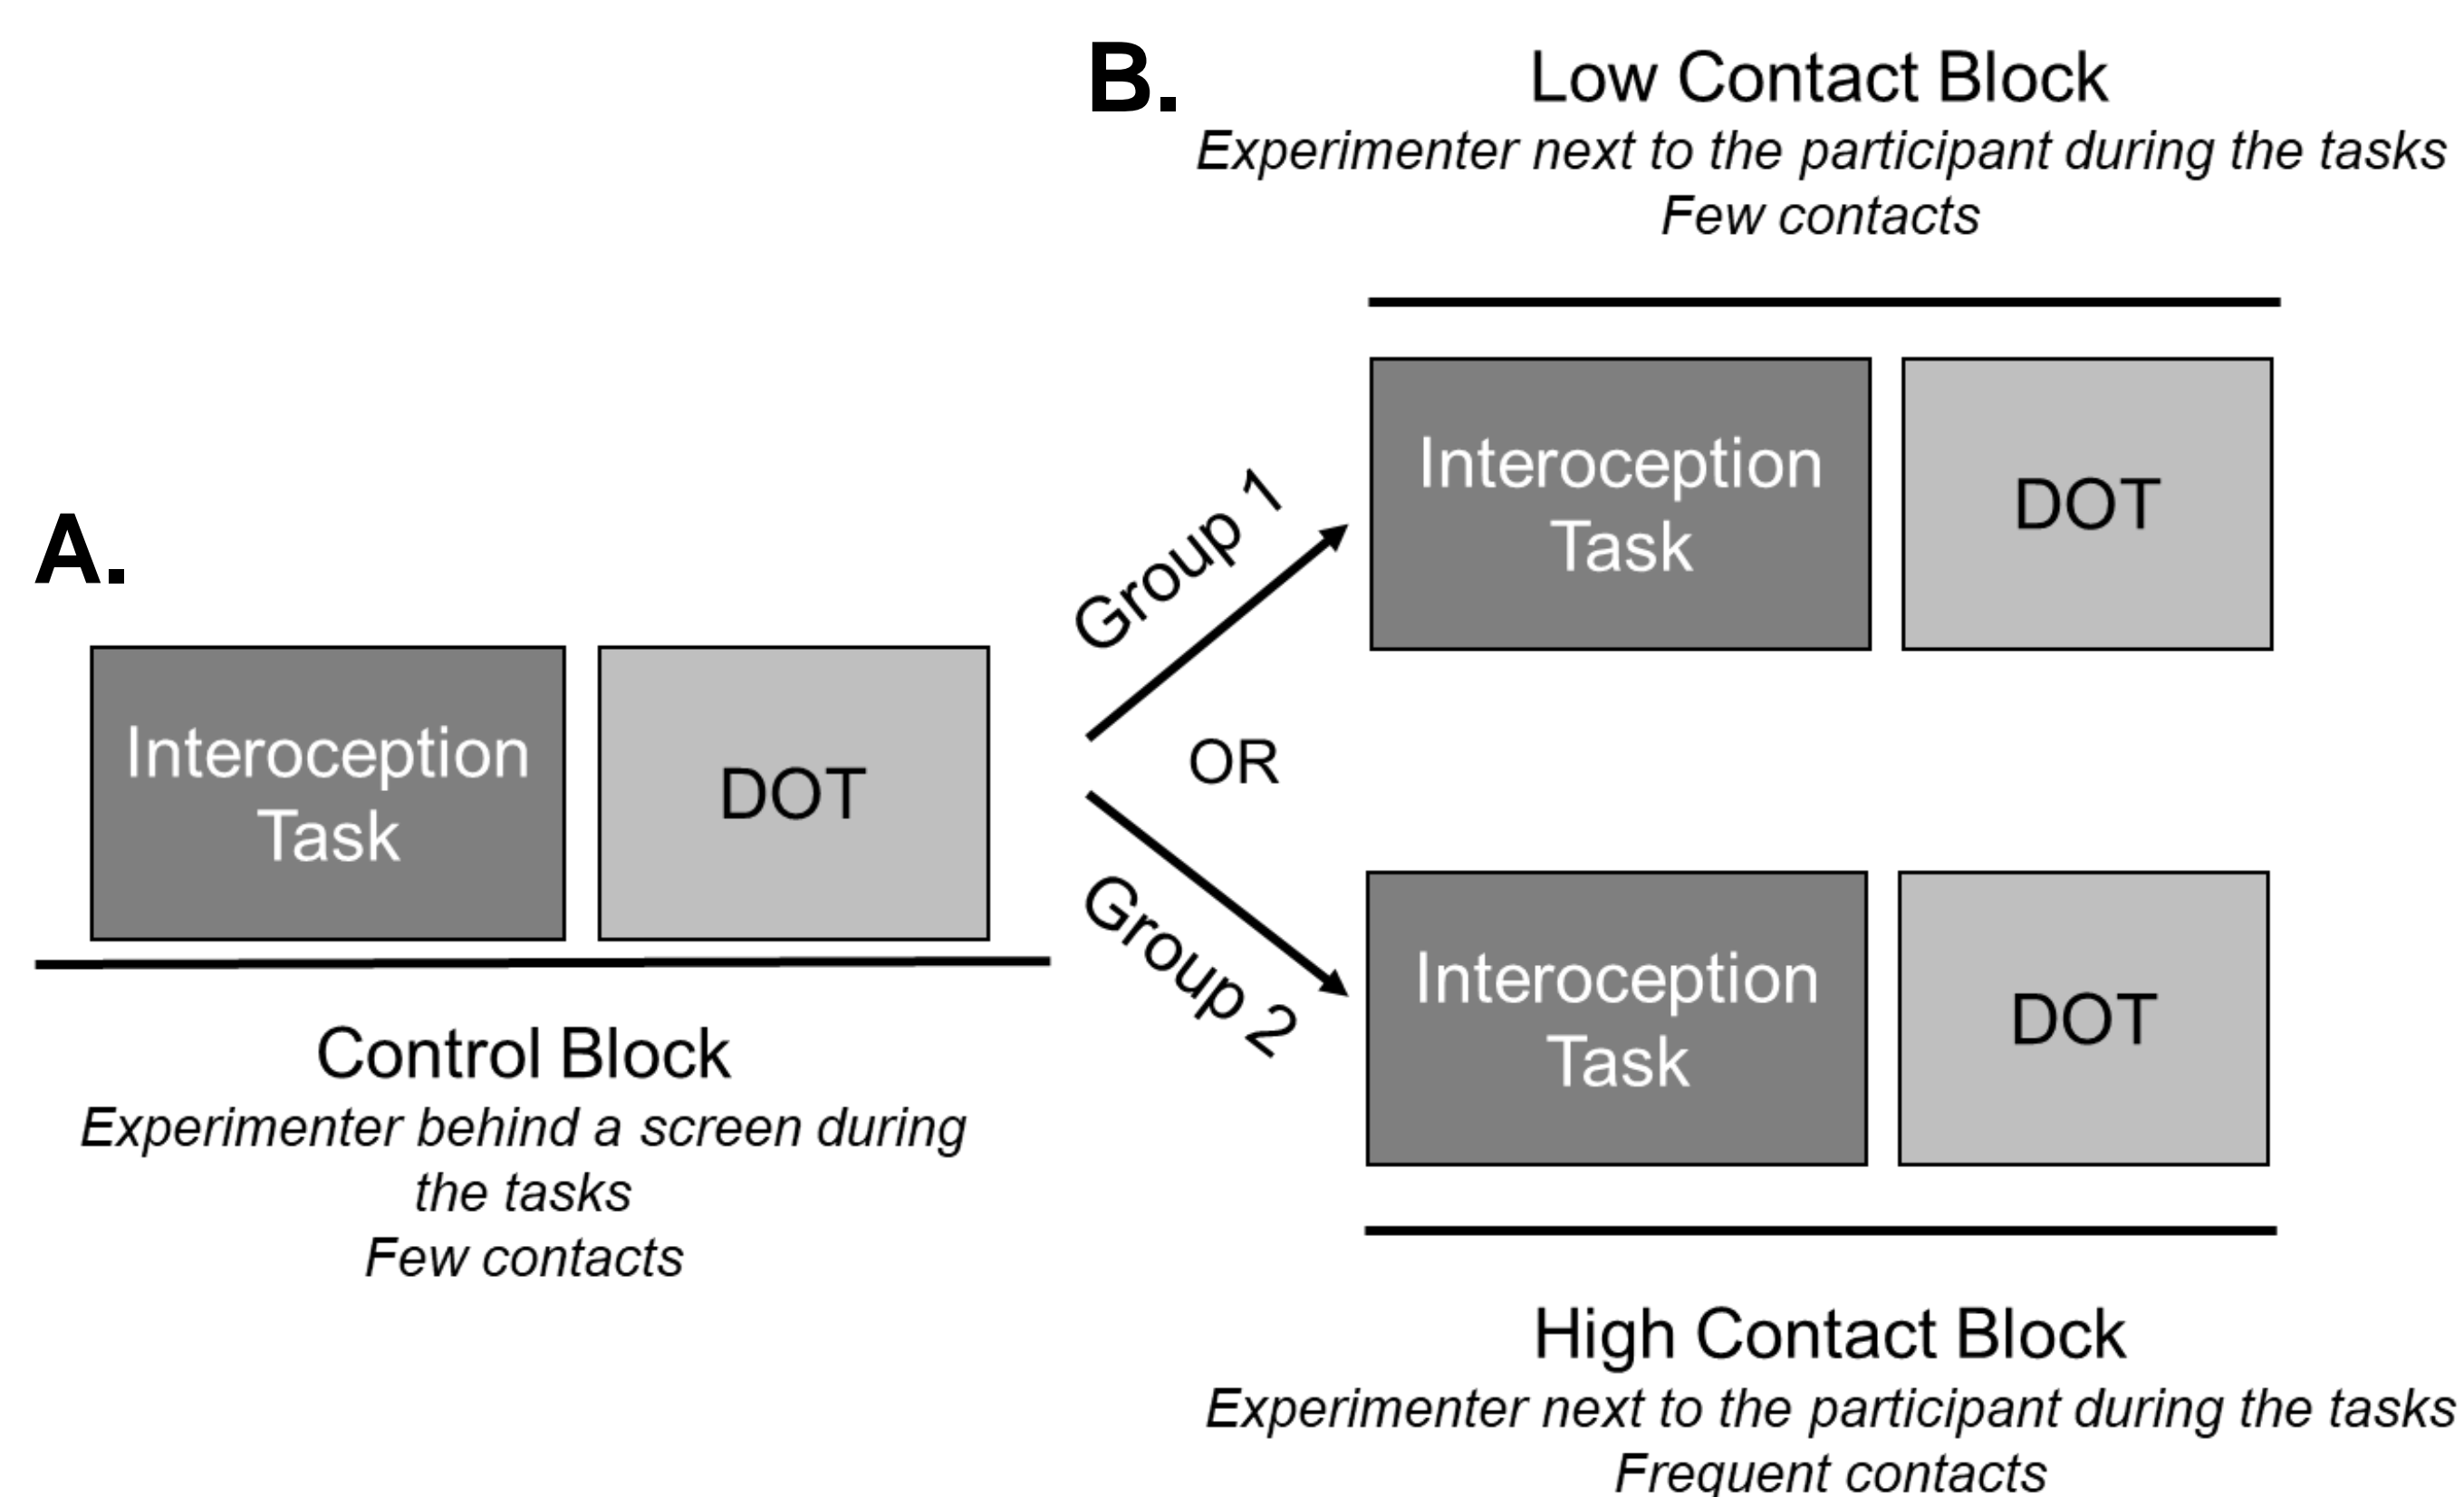 A.
Interoception
Task
DOT
Control Block
Experimenter behind a screen during
the tasks
Few contacts
Group 1
OR
Group 2
B.
Low Contact Block
Experimenter next to the participant during the tasks
Few contacts
Interoception
Task
DOT
Interoception
Task
DOT
High Contact Block
Experimenter next to the participant during the tasks
Frequent contacts